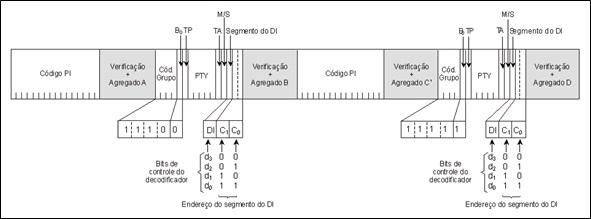 M/S
B₀ TP TA Segmento do DI
Código PI
Verificação + Agregado A
Cód. Grupo
PTY
Verificação + Agregado B
1 1 1 0 0
DI C₁ C₀
Bits de controle do decodificador
d₃ 0 0
d₂ 0 1
d₁ 1 0
d₀ 1 1
Endereço do segmento do DI
M/S
B₀ TP TA Segmento do DI
Código PI
Verificação + Agregado C'
Cód. Grupo
PTY
Verificação + Agregado D
1 1 1 1 1
DI C₁ C₀
Bits de controle do decodificador
d₃ 0 0
d₂ 0 1
d₁ 1 0
d₀ 1 1
Endereço do segmento do DI